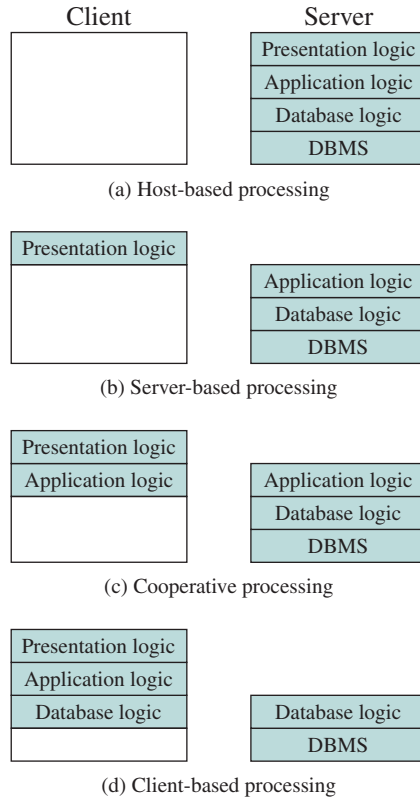 Client
Server
Presentation logic
Application logic
Database logic
DBMS
(a) Host-based processing
Presentation logic
Application logic
Database logic
DBMS
(b) Server-based processing
Presentation logic
Application logic
Application logic
Database logic
DBMS
(c) Cooperative processing
Presentation logic
Application logic
Database logic
Database logic
DBMS
(d) Client-based processing